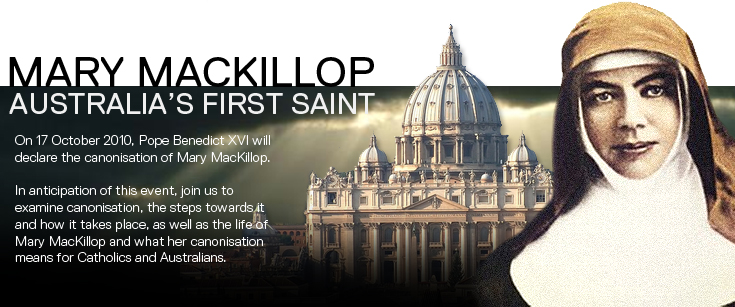 MARY MACKILLOP
AUSTRALIA'S FIRST SAINT
On 17 October 2010, Pope Benedict XVI will
declare the canonisation of Mary MacKillop.
In anticipation of this event, join us to
examine canonisation, the steps towards it
and how it takes place, as well as the life of
Mary MacKillop and what her canonisation
means for Catholics and Australians.